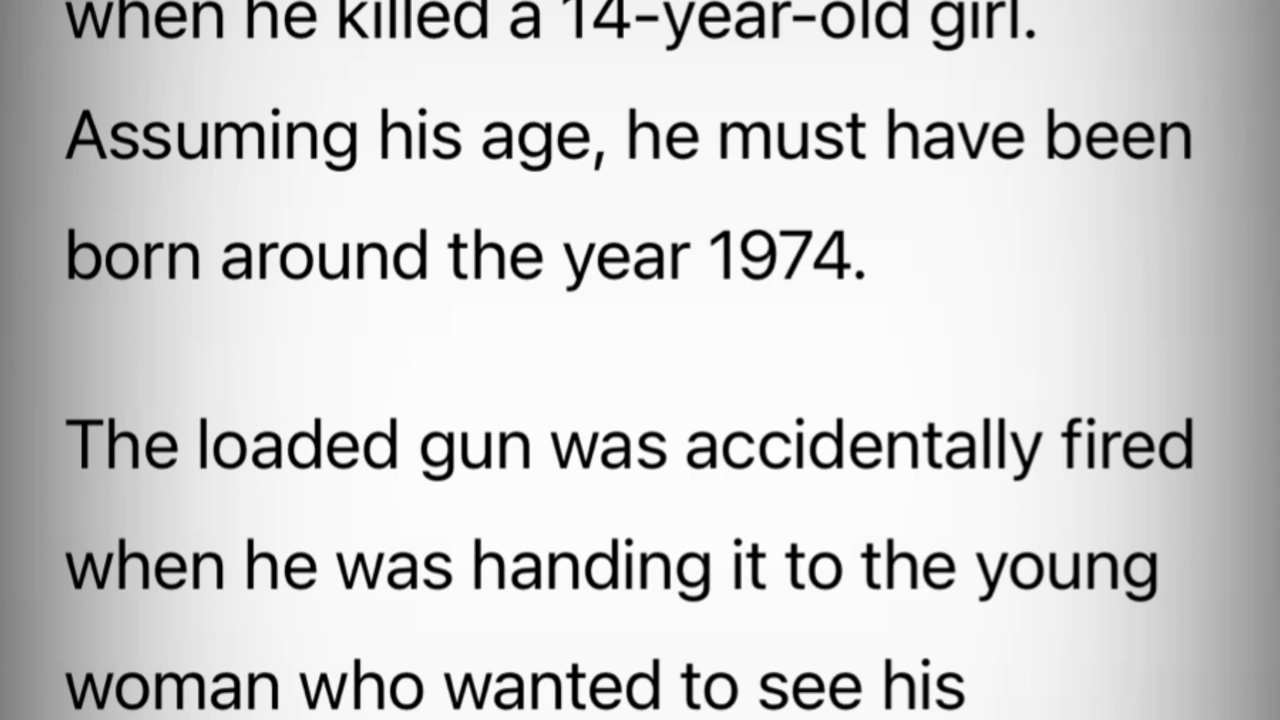 when he killed a 14-year-old girl.
Assuming his age, he must have been
born around the year 1974.
The loaded gun was accidentally fired
when he was handing it to the young
woman who wanted to see his